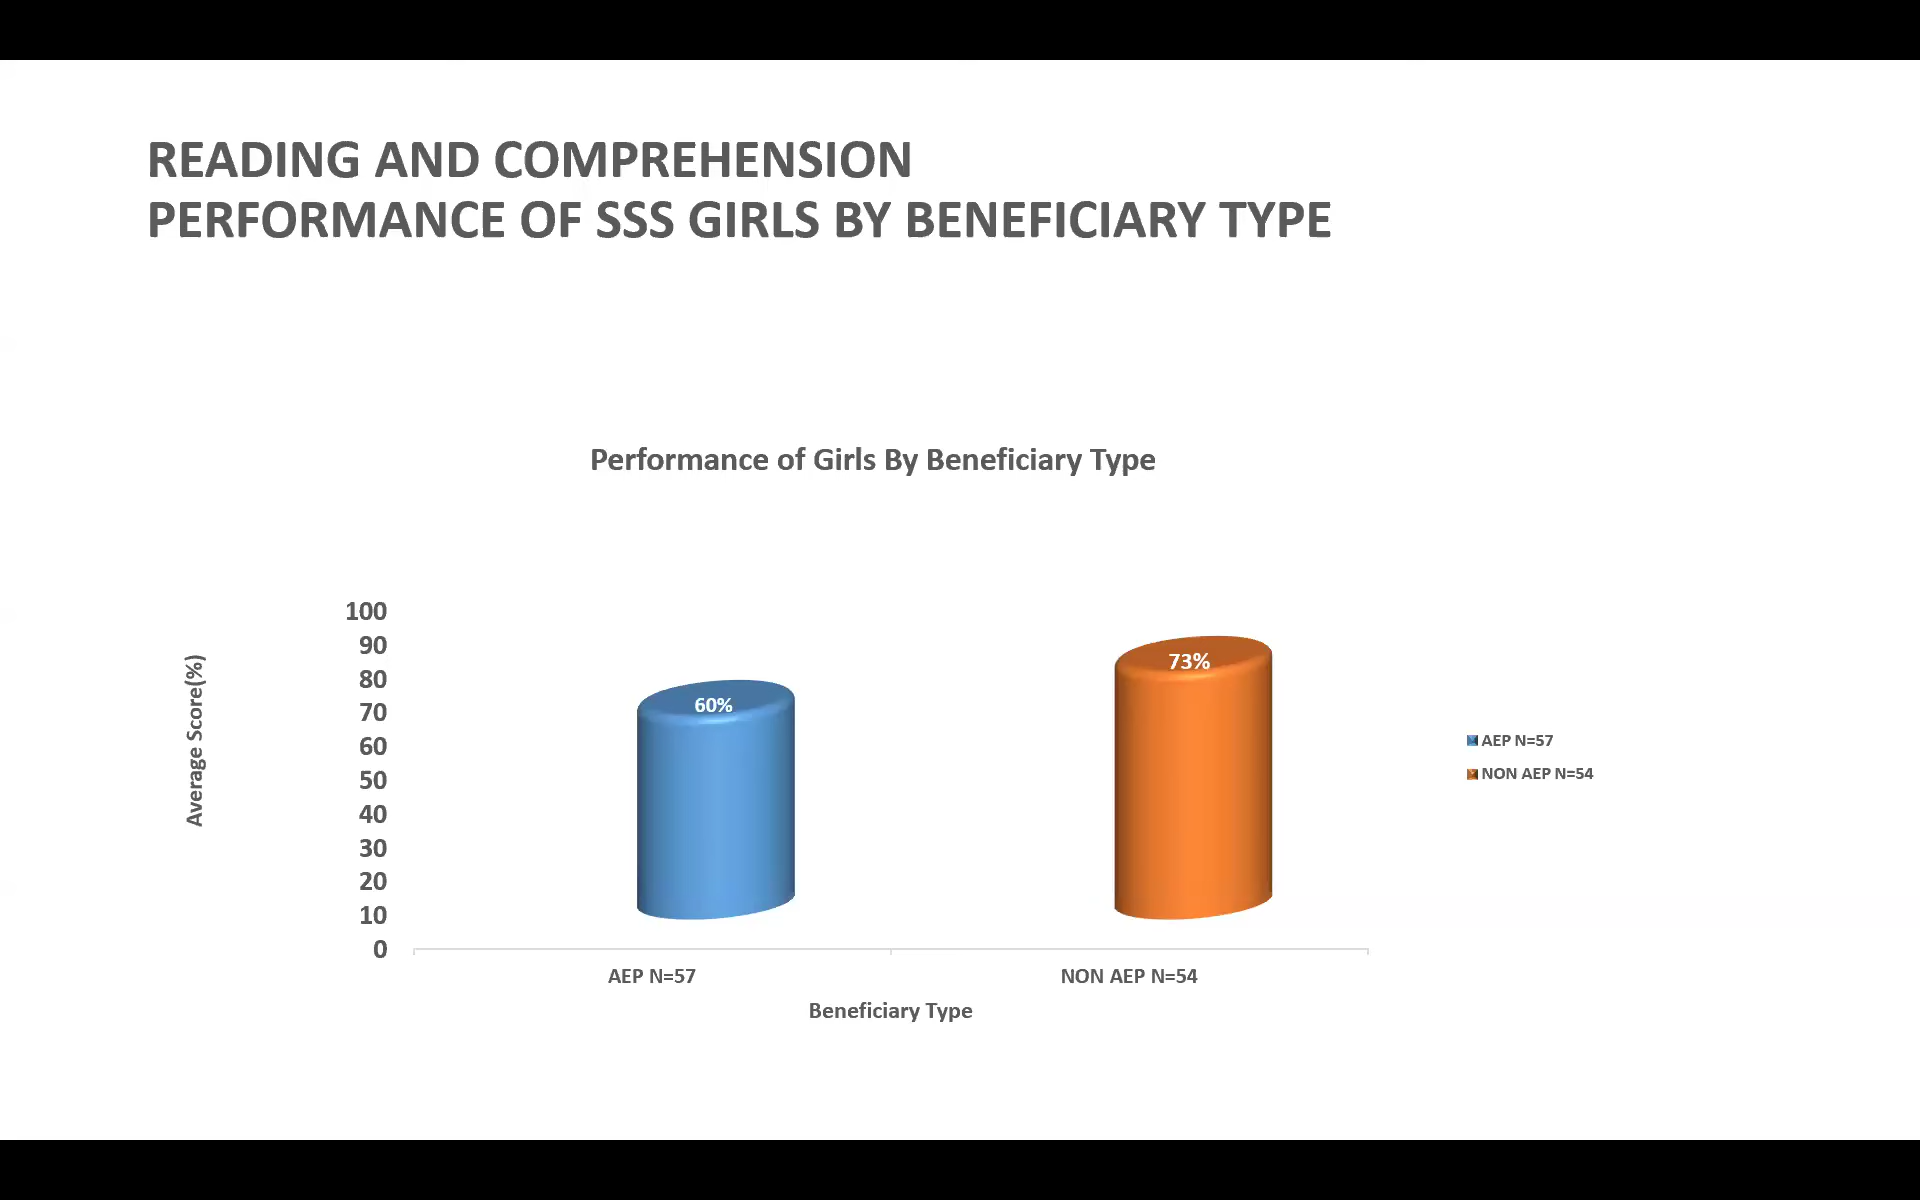 READING AND COMPREHENSION
PERFORMANCE OF SSS GIRLS BY BENEFICIARY TYPE
Performance of Girls By Beneficiary Type
Average Score(%)
100
90
80
70
60
50
40
30
20
10
0
60%
73%
AEP N=57
NON AEP N=54
Beneficiary Type
AEP N=57
NON AEP N=54